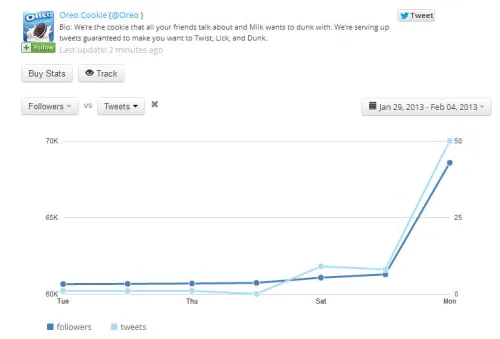 OREO
Oreo Cookie (@Oreo )
Tweet
Bio: We're the cookie that all your friends talk about and Milk wants to dunk with. We're serving up
tweets guaranteed to make you want to Twist, Lick, and Dunk.
+ Follow
Last update: 2 minutes ago
Buy Stats
Track
Followers vs Tweets ✖
Jan 29, 2013 - Feb 04, 2013
70K
50
65K
25
60K
0
Tue Thu Sat Mon
followers tweets